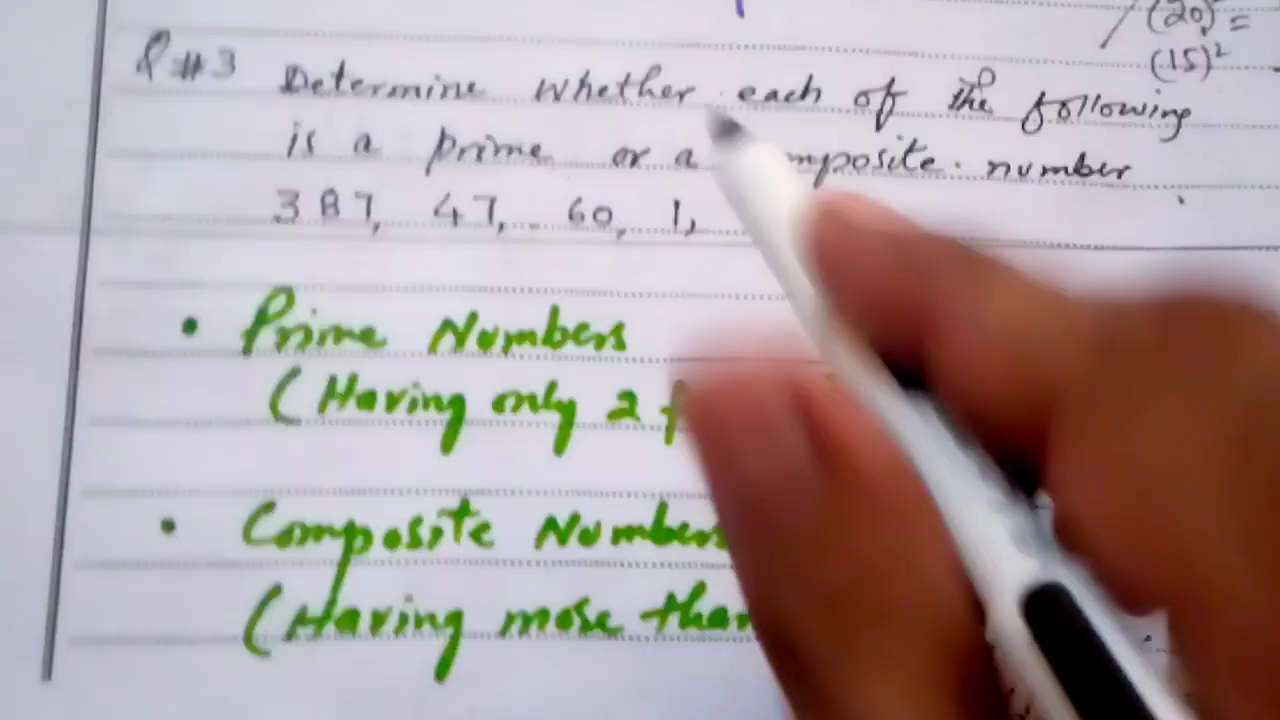 (20)² =
(15)²
Q #3 Determine whether each of the following
is a prime or a mposite number
387, 47, 60, 1,
• Prime Numbers
(Having only 2
• Composite Numbers
(Having more than